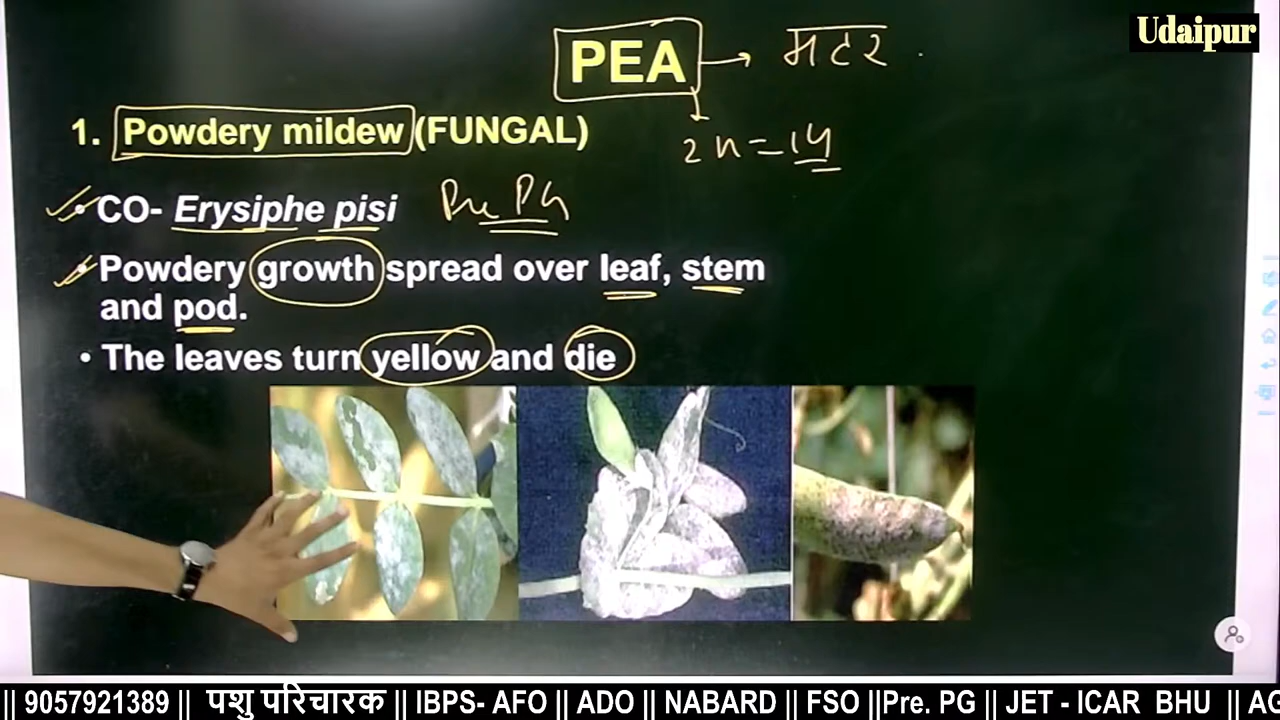 Udaipur
PEA → मटर
2n=14
1. Powdery mildew (FUNGAL)
• CO- Erysiphe pisi Pre PG
• Powdery growth spread over leaf, stem
and pod.
• The leaves turn yellow and die
|| 9057921389 || पशु परिचारक || IBPS- AFO || ADO || NABARD || FSO ||Pre. PG || JET - ICAR BHU || AG